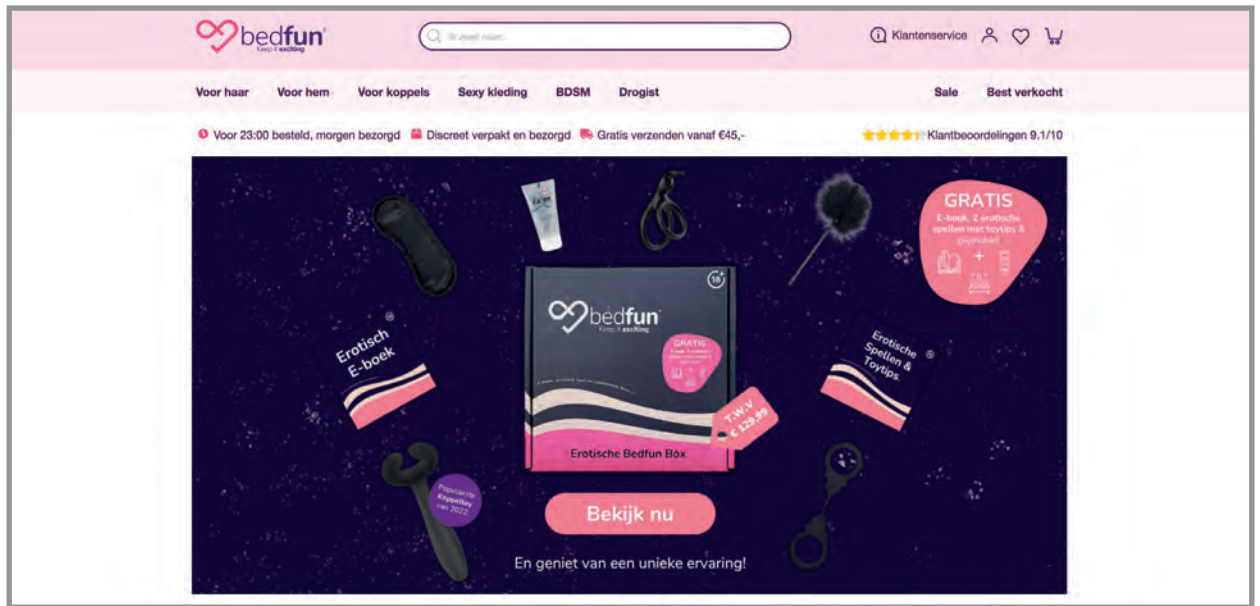 bedfun
Keep it exciting
Ik zoek naar...
Klantenservice
Voor haar Voor hem Voor koppels Sexy kleding BDSM Drogist Sale Best verkocht
Voor 23:00 besteld, morgen bezorgd Discreet verpakt en bezorgd Gratis verzenden vanaf €45,- Klantbeoordelingen 9.1/10
GRATIS
E-book, 2 erotische
spellen met toytips &
glijmiddel
18+
bedfun
Keep it exciting
GRATIS
Erotisch
E-boek
Erotische
Spellen &
Toytips.
T.W.V
€ 129,99
Erotische Bedfun Box
Populairste
Koppeltoy
van 2022
Bekijk nu
En geniet van een unieke ervaring!